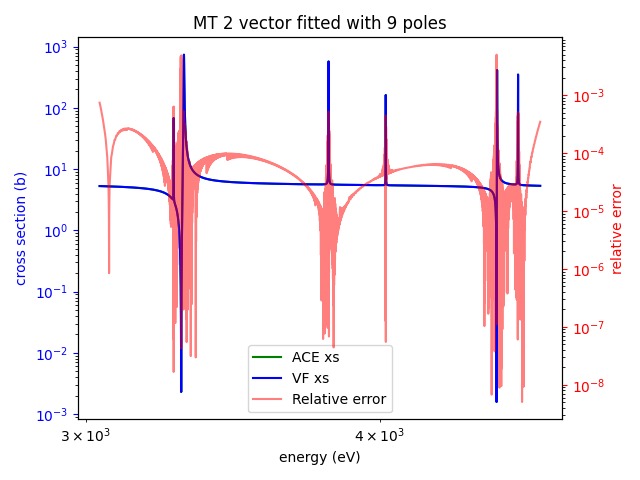 MT 2 vector fitted with 9 poles
cross section (b)
10³
10²
10¹
10⁰
10⁻¹
10⁻²
10⁻³
10⁻³
10⁻⁴
10⁻⁵
10⁻⁶
10⁻⁷
10⁻⁸
relative error
ACE xs
VF xs
Relative error
3 × 10³
4 × 10³
energy (eV)